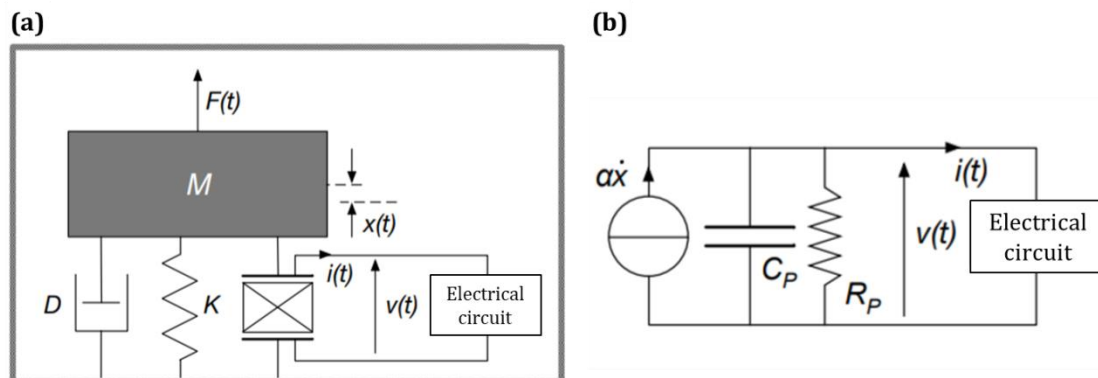 (a)
F(t)
M
x(t)
D
K
i(t)
v(t)
Electrical
circuit
(b)
αẋ
C_P
R_P
i(t)
v(t)
Electrical
circuit